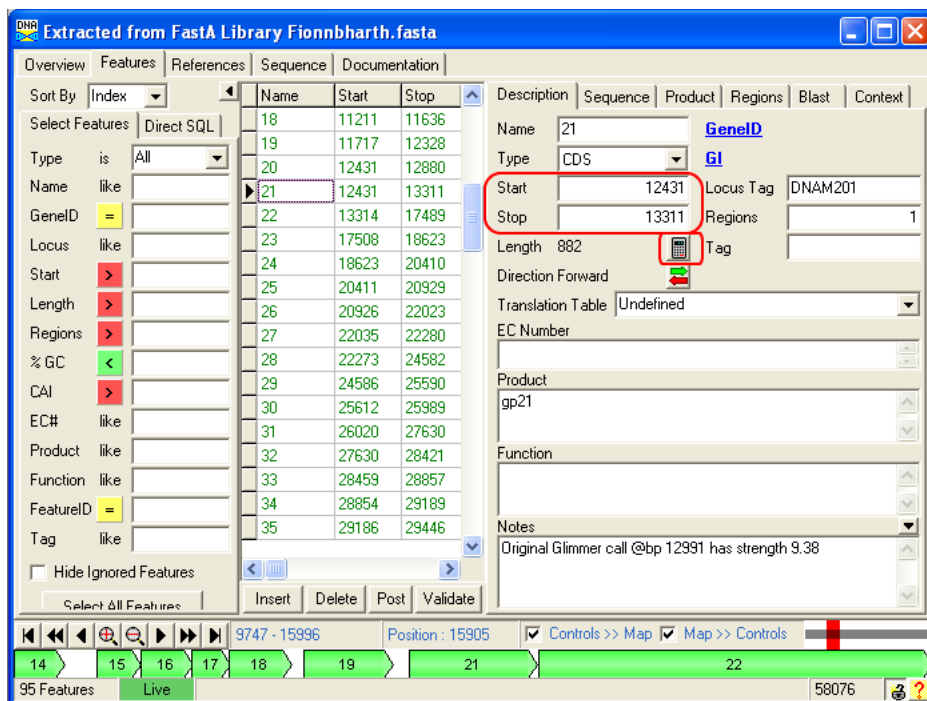 DNA Extracted from FastA Library Fionnbharth.fasta
Overview Features References Sequence Documentation
Sort By Index
Select Features Direct SQL
Type is All
Name like
GeneID =
Locus like
Start >
Length >
Regions >
% GC <
CAI >
EC# like
Product like
Function like
FeatureID =
Tag like
Hide Ignored Features
Select All Features
Name Start Stop
18 11211 11636
19 11717 12328
20 12431 12880
21 12431 13311
22 13314 17489
23 17508 18623
24 18623 20410
25 20411 20929
26 20926 22023
27 22035 22280
28 22273 24582
29 24586 25590
30 25612 25989
31 26020 27630
32 27630 28421
33 28459 28857
34 28854 29189
35 29186 29446
Insert Delete Post Validate
Description Sequence Product Regions Blast Context
Name 21 GeneID
Type CDS GI
Start 12431 Locus Tag DNAM201
Stop 13311 Regions 1
Length 882 Tag
Direction Forward
Translation Table Undefined
EC Number
Product
gp21
Function
Notes
Original Glimmer call @bp 12991 has strength 9.38
9747 - 15996 Position : 15905 Controls >> Map Map >> Controls
14 15 16 17 18 19 21 22
95 Features Live 58076 ?